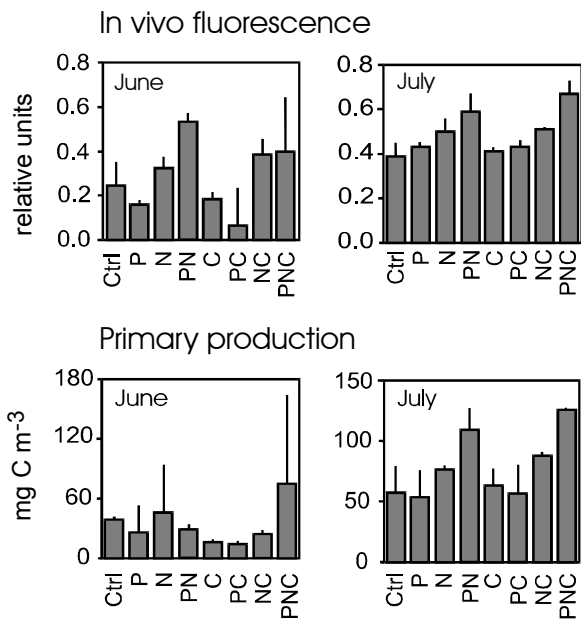 In vivo fluorescence
relative units
0.8
0.6
0.4
0.2
0.0
June
Ctrl
P
N
PN
C
PC
NC
PNC
0.8
0.6
0.4
0.2
0.0
July
Ctrl
P
N
PN
C
PC
NC
PNC
Primary production
mg C m-3
180
120
60
0
June
Ctrl
P
N
PN
C
PC
NC
PNC
150
100
50
0
July
Ctrl
P
N
PN
C
PC
NC
PNC